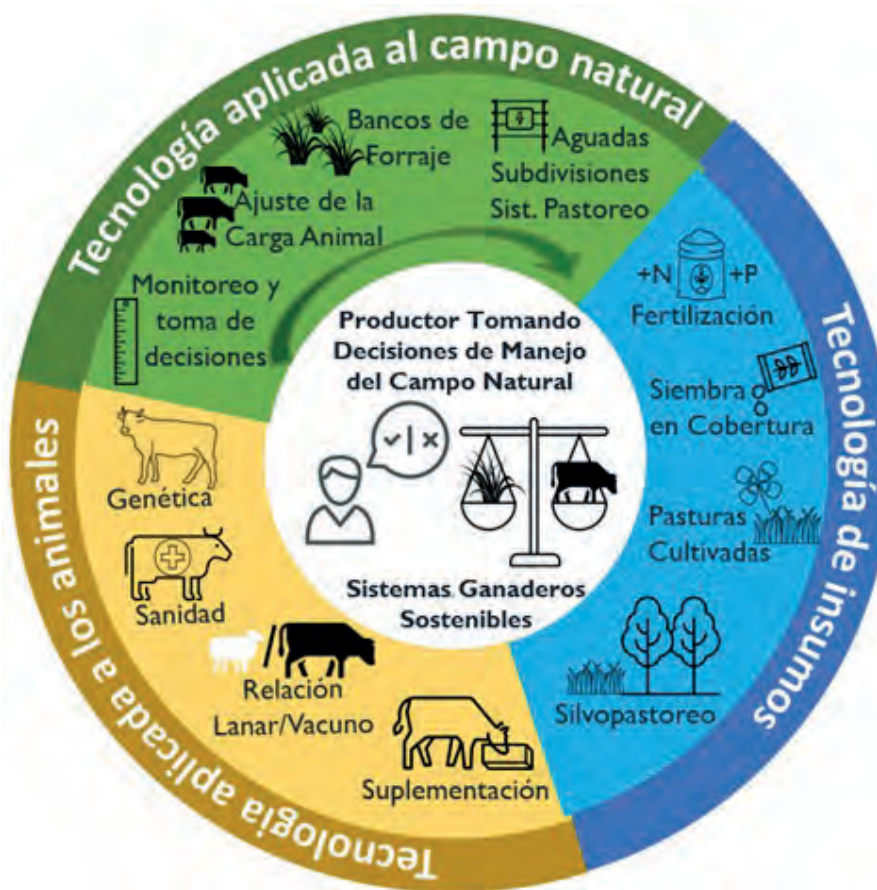 Tecnología aplicada al campo natural
Bancos de
Forraje
Aguadas
Subdivisiones
Sist. Pastoreo
Ajuste de la
Carga Animal
Monitoreo y
toma de
decisiones
Productor Tomando
Decisiones de Manejo
del Campo Natural
Sistemas Ganaderos
Sostenibles
Tecnología de insumos
+N +P
Fertilización
Siembra
en Cobertura
Pasturas
Cultivadas
Silvopastoreo
Tecnología aplicada a los animales
Genética
Sanidad
/
Relación
Lanar/Vacuno
Suplementación